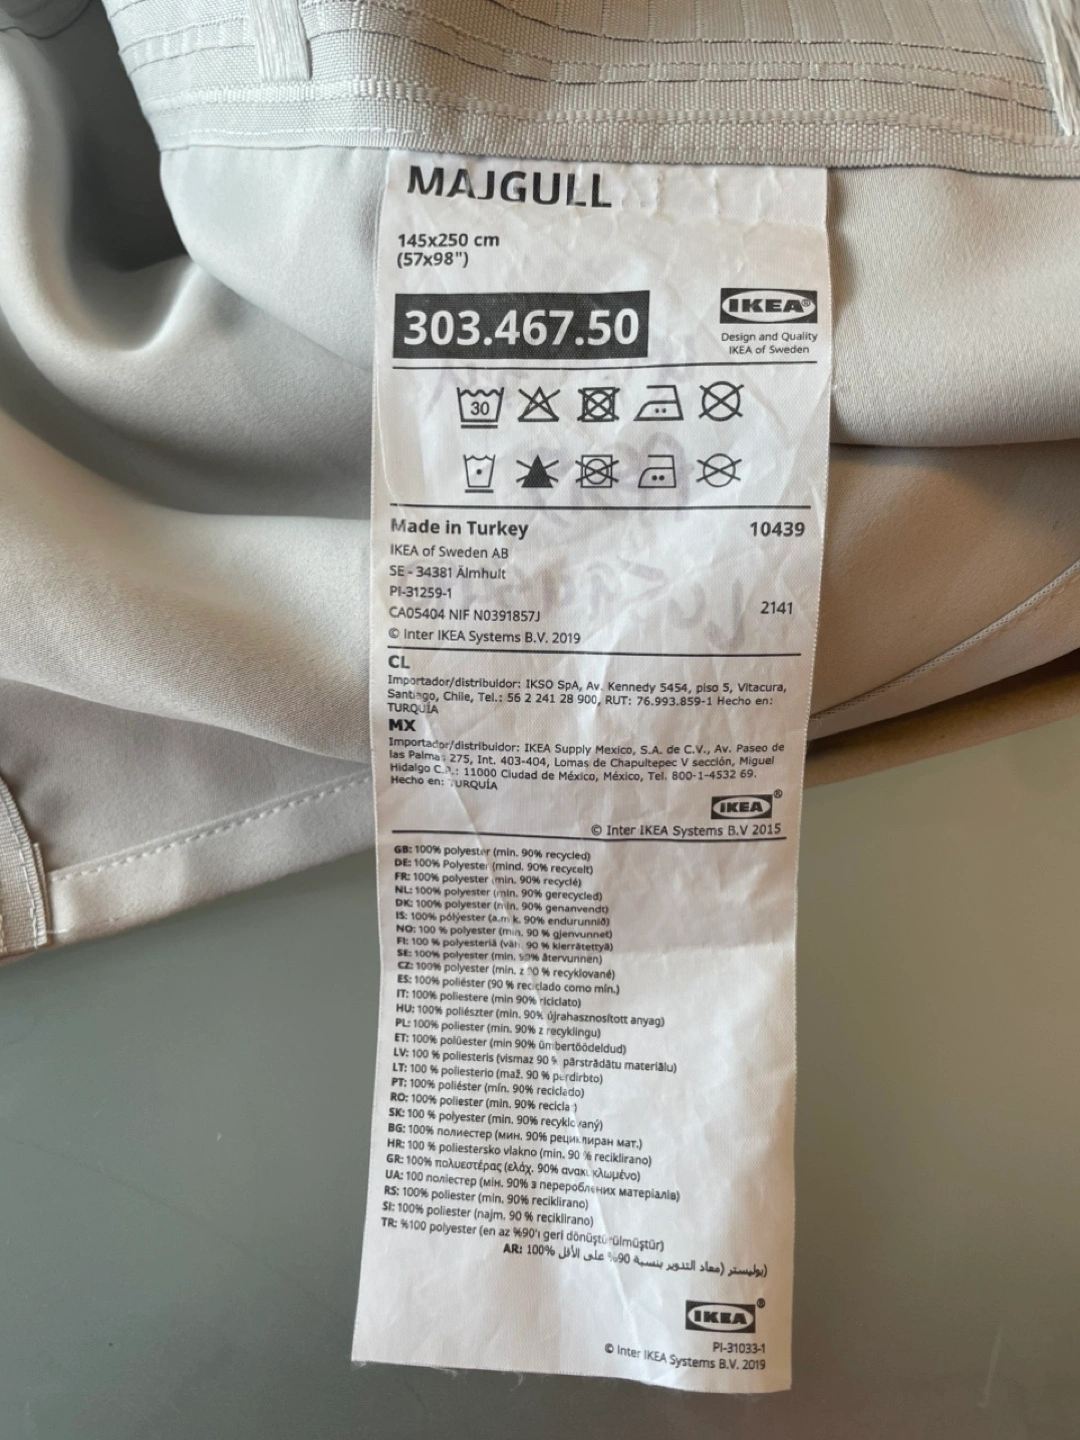 MAJGULL
145x250 cm
(57x98")
303.467.50
IKEA®
Design and Quality
IKEA of Sweden
30
Made in Turkey
10439
IKEA of Sweden AB
SE - 34381 Älmhult
PI-31259-1
CA05404 NIF N0391857J
2141
© Inter IKEA Systems B.V. 2019
CL
Importador/distribuidor: IKSO SpA, Av. Kennedy 5454, piso 5, Vitacura,
Santiago, Chile, Tel.: 56 2 241 28 900, RUT: 76.993.859-1 Hecho en:
TURQUÍA
MX
Importador/distribuidor: IKEA Supply Mexico, S.A. de C.V., Av. Paseo de
las Palmas 275, Int. 403-404, Lomas de Chapultepec V sección, Miguel
Hidalgo C.P.: 11000 Ciudad de México, México, Tel. 800-1-4532 69.
Hecho en: TURQUÍA
IKEA®
© Inter IKEA Systems B.V 2015
GB: 100% polyester (min. 90% recycled)
DE: 100% Polyester (mind. 90% recycelt)
FR: 100% polyester (min. 90% recyclé)
NL: 100% polyester (min. 90% gerecycled)
DK: 100% polyester (min. 90% genanvendt)
IS: 100% pólýester (a.m.k. 90% endurunnið)
NO: 100 % polyester (min. 90 % gjenvunnet)
FI: 100 % polyesteriä (väh. 90 % kierrätettyä)
SE: 100% polyester (min. 90% återvunnen)
CZ: 100% polyester (min. z 90 % recyklované)
ES: 100% poliéster (90 % reciclado como mín.)
IT: 100% poliestere (min 90% riciclato)
HU: 100% poliészter (min. 90% újrahasznosított anyag)
PL: 100% poliester (min. 90% z recyklingu)
ET: 100% polüester (min 90% ümbertöödeldud)
LV: 100 % poliesteris (vismaz 90 % pārstrādātu materiālu)
LT: 100 % poliesterio (maž. 90 % perdirbto)
PT: 100% poliéster (mín. 90% reciclado)
RO: 100% poliester (min. 90% reciclat)
SK: 100 % polyester (min. 90% recyklovaný)
BG: 100% полиестер (мин. 90% рециклиран мат.)
HR: 100 % poliestersko vlakno (min. 90 % reciklirano)
GR: 100% πολυεστέρας (ελάχ. 90% ανακυκλωμένο)
UA: 100 поліестер (мін. 90% з перероблених матеріалів)
RS: 100% poliester (min. 90% reciklirano)
SI: 100% poliester (najm. 90 % reciklirano)
TR: %100 polyester (en az %90'ı geri dönüştürülmüştür)
AR: 100% بوليستر (معاد التدوير بنسبة 90% على الأقل)
IKEA®
PI-31033-1
© Inter IKEA Systems B.V. 2019